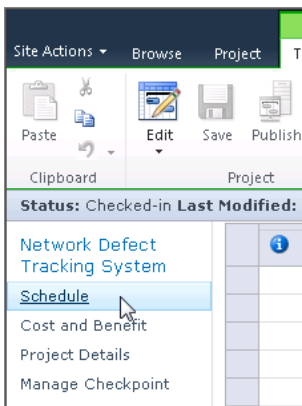 Site Actions Browse Project T
Paste Edit Save Publish
Clipboard Project
Status: Checked-in Last Modified:
Network Defect
Tracking System
Schedule
Cost and Benefit
Project Details
Manage Checkpoint